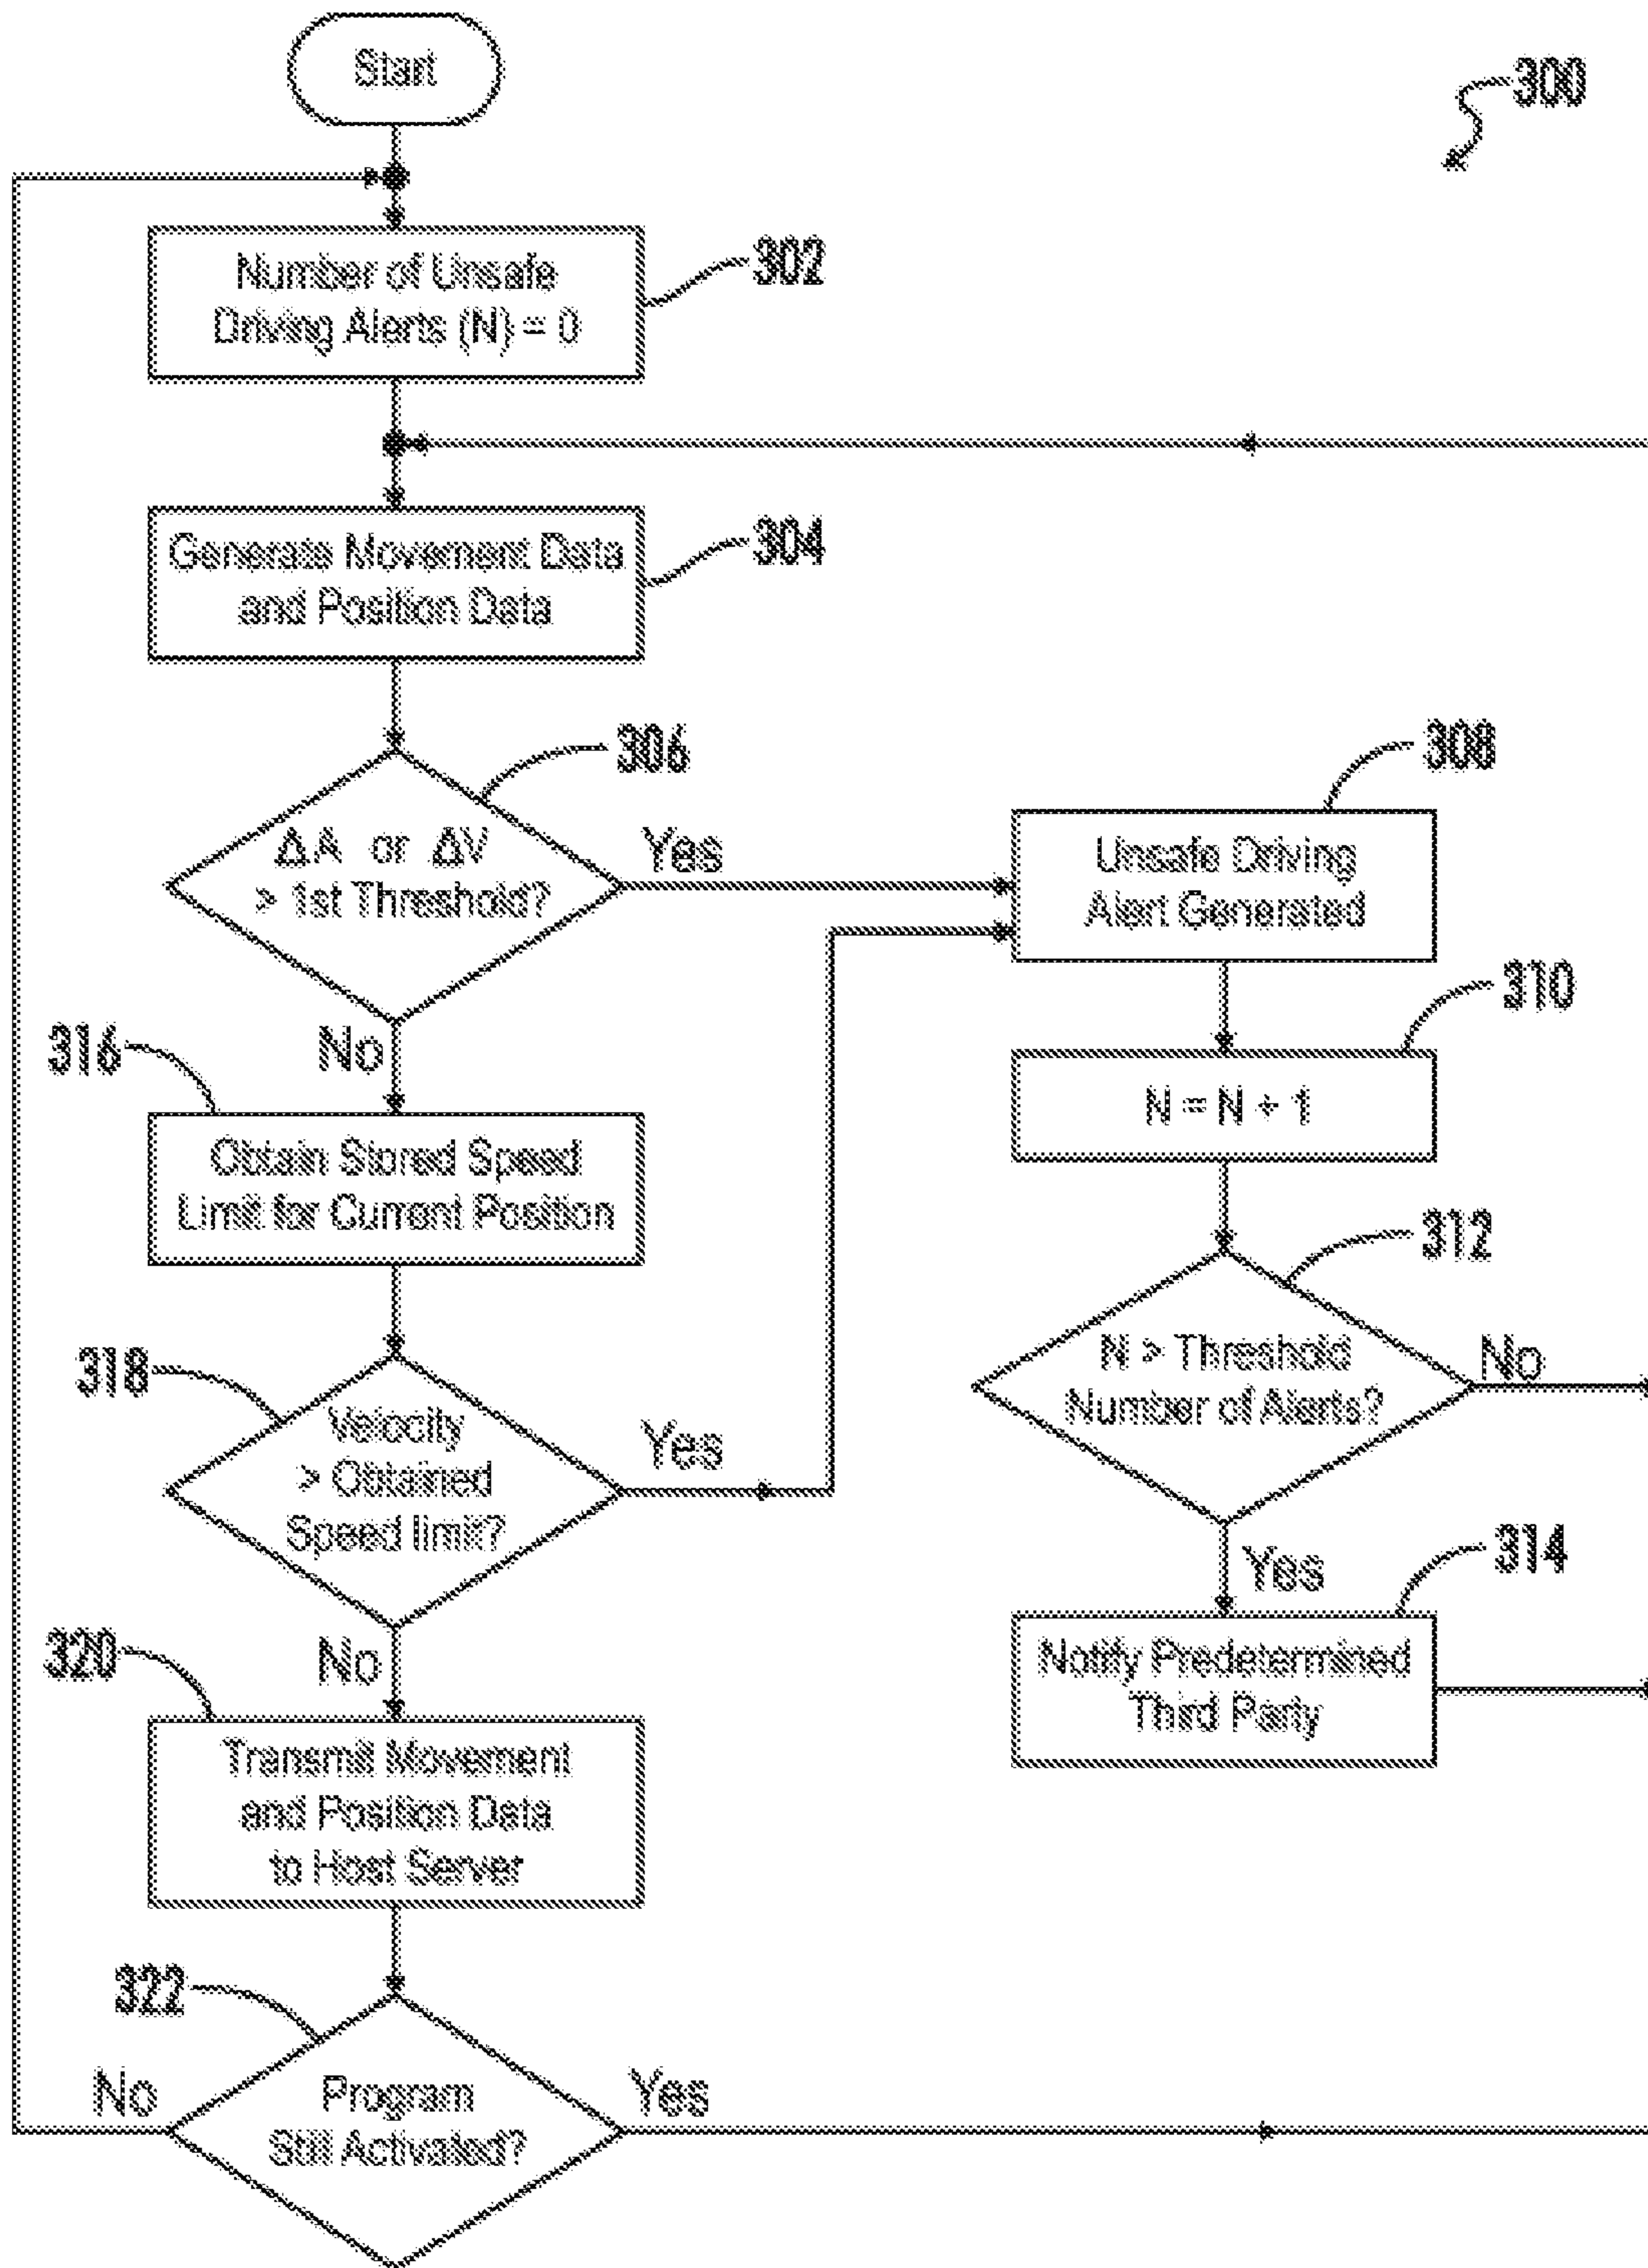 Start
300
Number of Unsafe
Driving Alerts (N) = 0
302
Generate Movement Data
and Position Data
304
306
ΔA or ΔV
> 1st Threshold?
Yes
No
308
Unsafe Driving
Alert Generated
310
N = N + 1
316
Obtain Stored Speed
Limit for Current Position
312
N > Threshold
Number of Alerts?
No
Yes
318
Velocity
> Obtained
Speed limit?
Yes
No
314
Notify Predetermined
Third Party
320
Transmit Movement
and Position Data
to Host Server
322
Program
Still Activated?
No
Yes